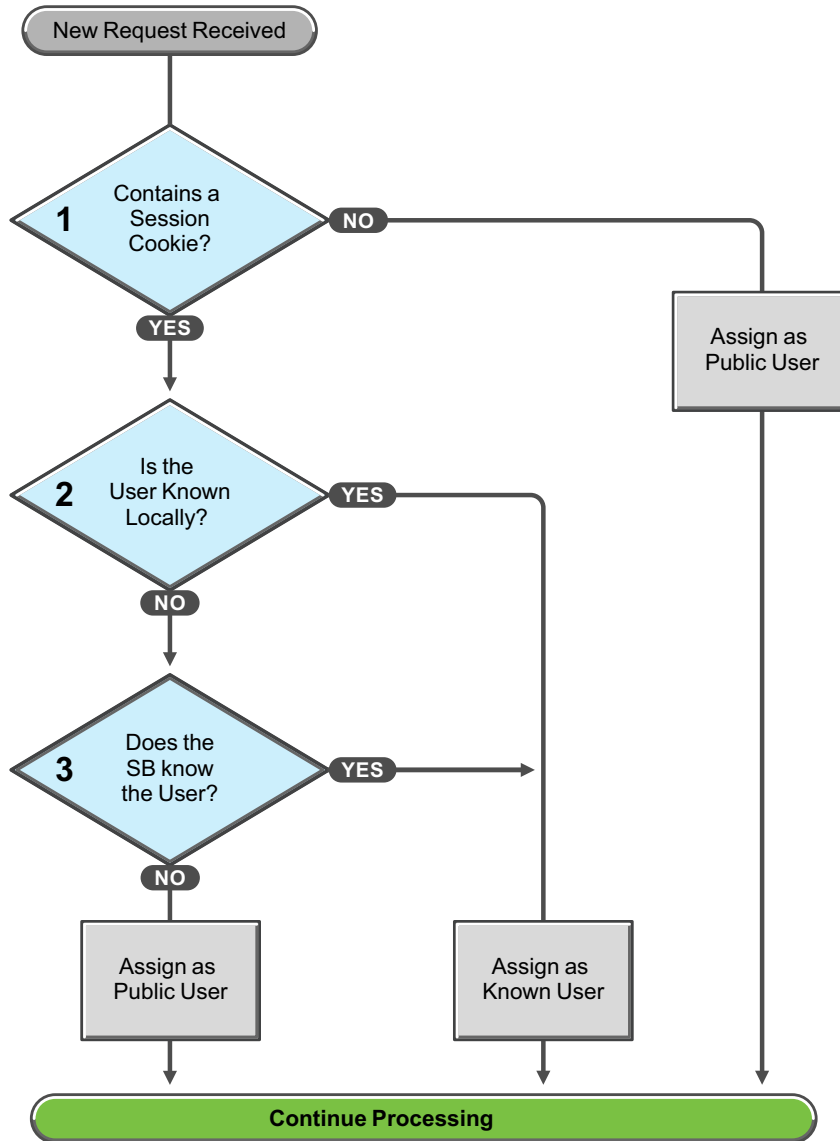 New Request Received
1
Contains a
Session
Cookie?
NO
YES
Assign as
Public User
2
Is the
User Known
Locally?
YES
NO
3
Does the
SB know
the User?
YES
NO
Assign as
Public User
Assign as
Known User
Continue Processing